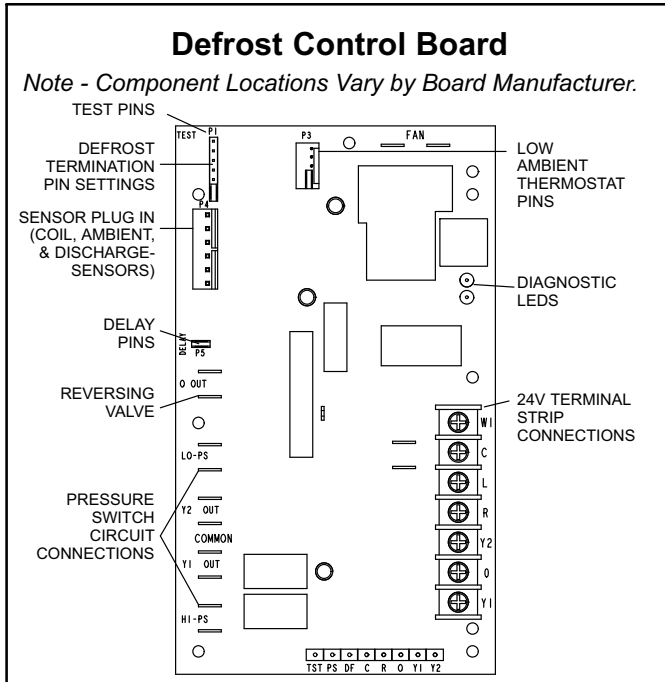 Defrost Control Board
Note - Component Locations Vary by Board Manufacturer.
TEST PINS
DEFROST
TERMINATION
PIN SETTINGS
SENSOR PLUG IN
(COIL, AMBIENT,
& DISCHARGE-
SENSORS)
DELAY
PINS
REVERSING
VALVE
PRESSURE
SWITCH
CIRCUIT
CONNECTIONS
TEST P1
P4
DELAY
P5
O OUT
LO-PS
Y2 OUT
COMMON
Y1 OUT
HI-PS
P3
FAN
LOW
AMBIENT
THERMOSTAT
PINS
DIAGNOSTIC
LEDS
24V TERMINAL
STRIP
CONNECTIONS
W1
C
L
R
Y2
O
Y1
TST PS DF C R O Y1 Y2